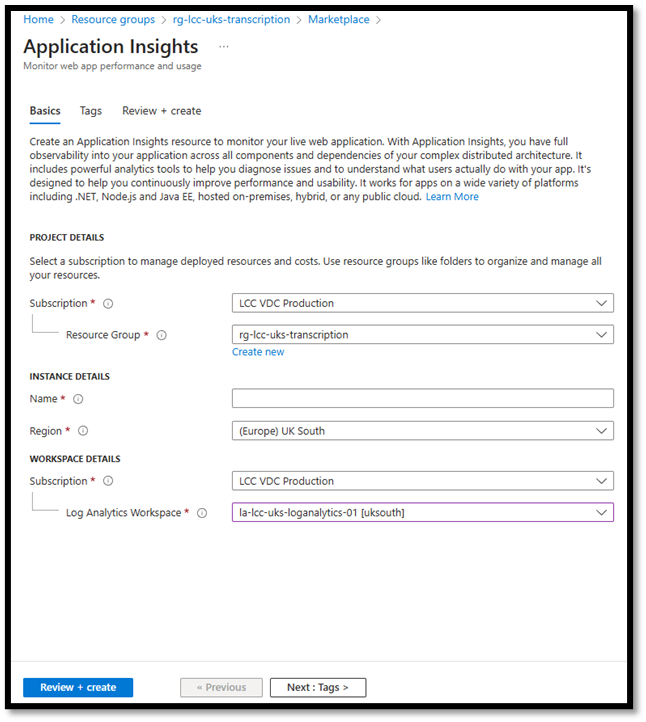 Home > Resource groups > rg-lcc-uks-transcription > Marketplace >
Application Insights ...
Monitor web app performance and usage
Basics Tags Review + create
Create an Application Insights resource to monitor your live web application. With Application Insights, you have full
observability into your application across all components and dependencies of your complex distributed architecture. It
includes powerful analytics tools to help you diagnose issues and to understand what users actually do with your app. It's
designed to help you continuously improve performance and usability. It works for apps on a wide variety of platforms
including .NET, Node.js and Java EE, hosted on-premises, hybrid, or any public cloud. Learn More
PROJECT DETAILS
Select a subscription to manage deployed resources and costs. Use resource groups like folders to organize and manage all
your resources.
Subscription * LCC VDC Production
Resource Group * rg-lcc-uks-transcription
Create new
INSTANCE DETAILS
Name *
Region * (Europe) UK South
WORKSPACE DETAILS
Subscription * LCC VDC Production
Log Analytics Workspace * la-lcc-uks-loganalytics-01 [uksouth]
Review + create « Previous Next : Tags >